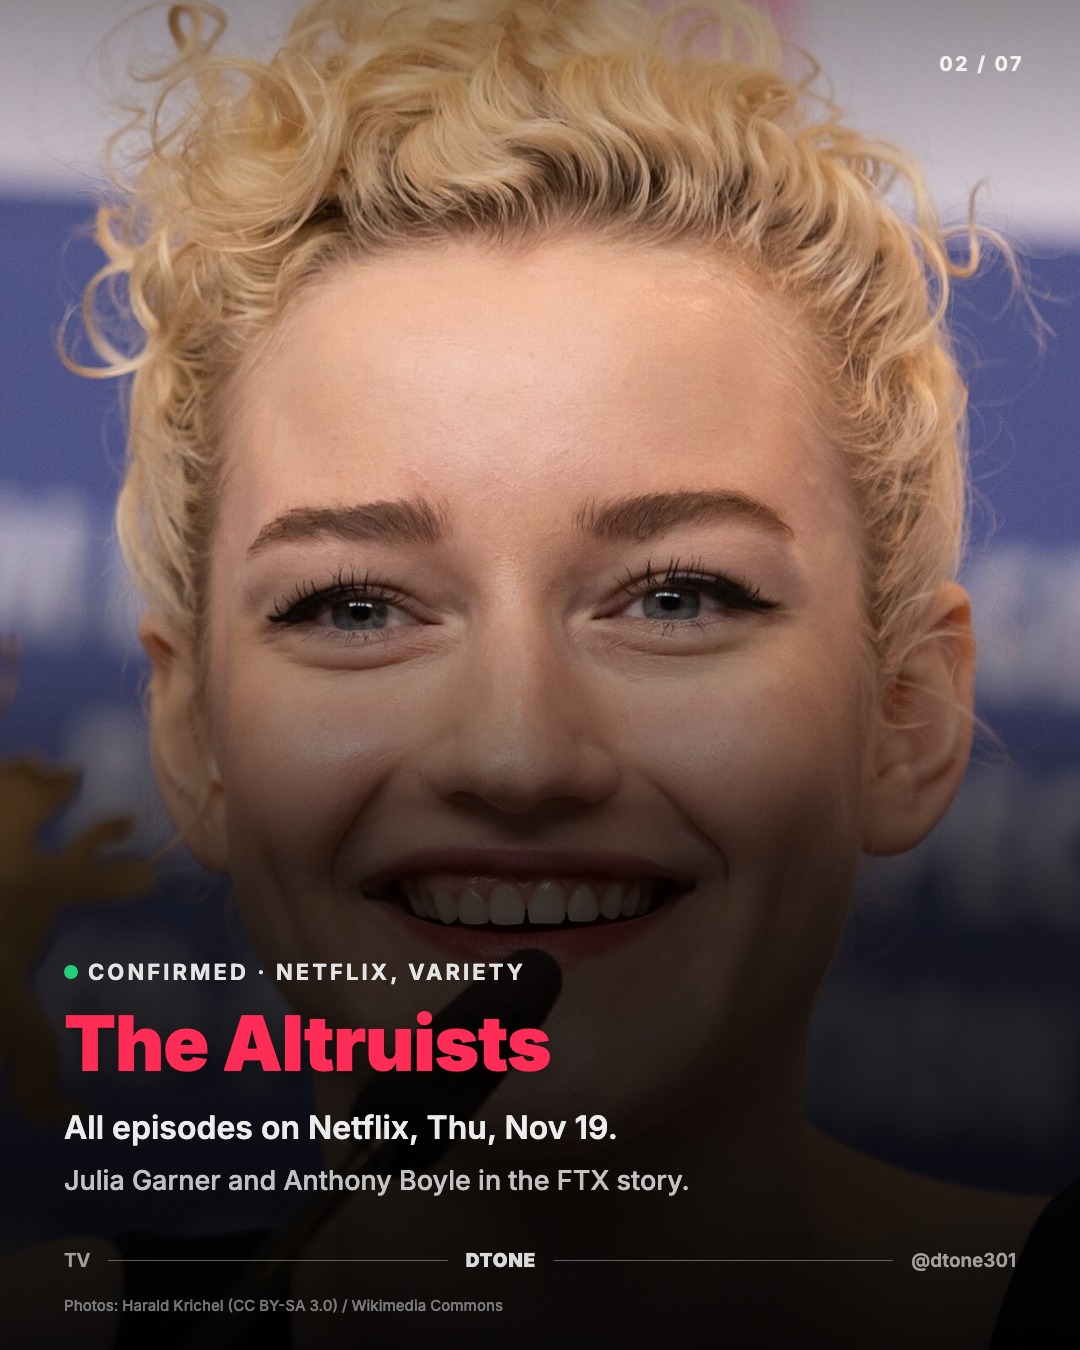 02 / 07
CONFIRMED · NETFLIX, VARIETY
The Altruists
All episodes on Netflix, Thu, Nov 19.
Julia Garner and Anthony Boyle in the FTX story.
TV DTONE @dtone301
Photos: Harald Krichel (CC BY-SA 3.0) / Wikimedia Commons